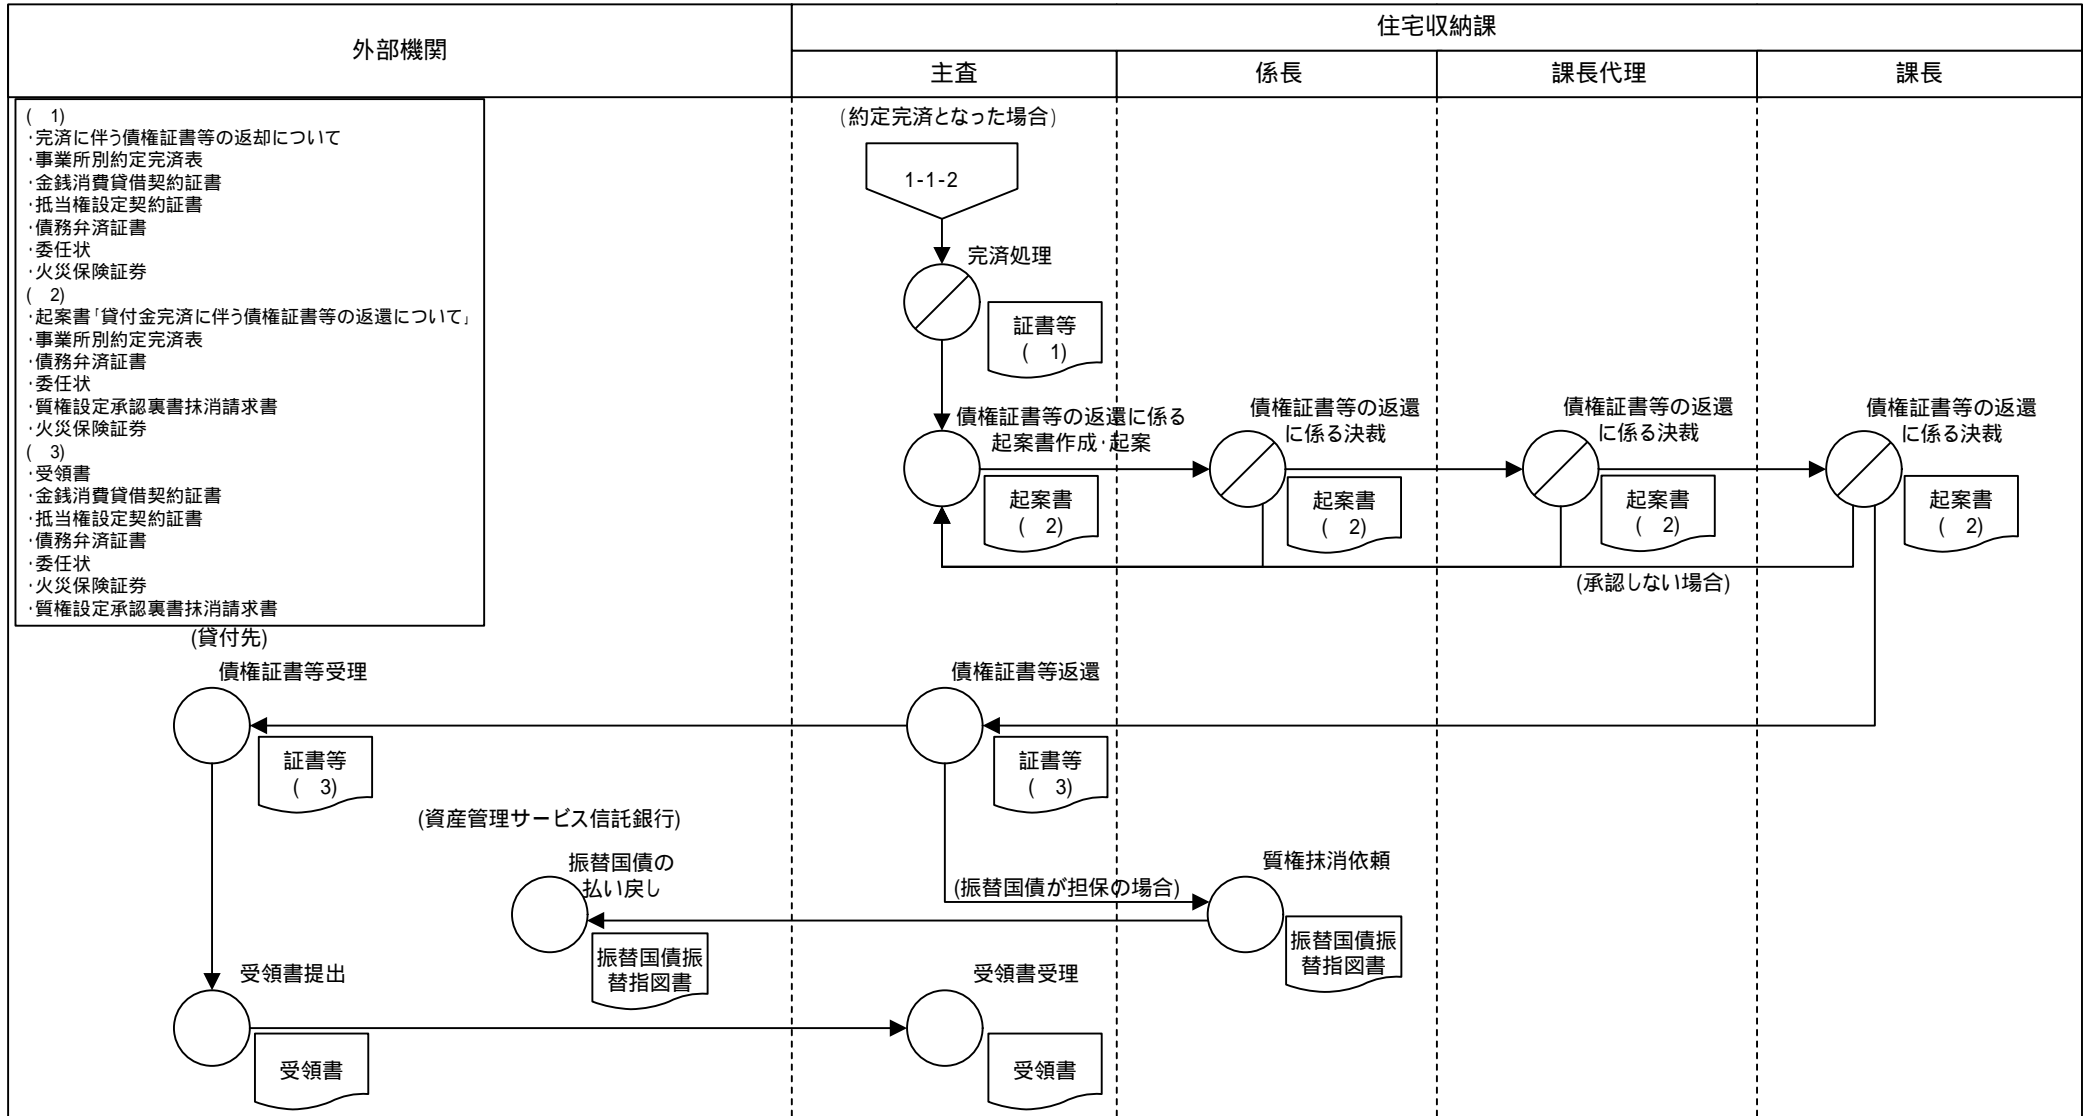 外部機関
住宅収納課
主査
係長
課長代理
課長
( 1)
・完済に伴う債権証書等の返却について
・事業所別約定完済表
・金銭消費貸借契約証書
・抵当権設定契約証書
・債務弁済証書
・委任状
・火災保険証券
( 2)
・起案書「貸付金完済に伴う債権証書等の返還について」
・事業所別約定完済表
・債務弁済証書
・委任状
・質権設定承認裏書抹消請求書
・火災保険証券
( 3)
・受領書
・金銭消費貸借契約証書
・抵当権設定契約証書
・債務弁済証書
・委任状
・火災保険証券
・質権設定承認裏書抹消請求書
(約定完済となった場合)
1-1-2
完済処理
証書等
( 1)
債権証書等の返還に係る
起案書作成・起案
起案書
( 2)
債権証書等の返還
に係る決裁
起案書
( 2)
債権証書等の返還
に係る決裁
起案書
( 2)
債権証書等の返還
に係る決裁
起案書
( 2)
(承認しない場合)
(貸付先)
債権証書等受理
証書等
( 3)
債権証書等返還
証書等
( 3)
(資産管理サービス信託銀行)
振替国債の
払い戻し
振替国債振
替指図書
(振替国債が担保の場合)
質権抹消依頼
振替国債振
替指図書
受領書提出
受領書
受領書受理
受領書